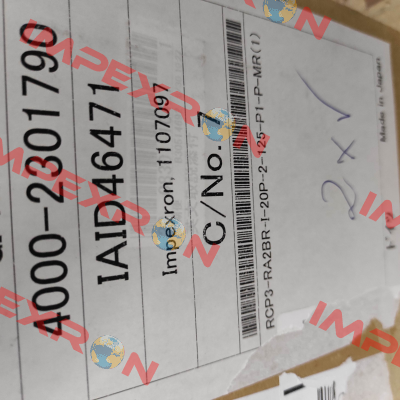 4000-2301790
IAID46471
Impexron, 1107097
C/No. 7
RCP3-RA2BR-I-20P-2-125-P1-P-MR(1)
2x√
Made in Japan
IMPEXRON
IMPEXRON
IMPEXRON